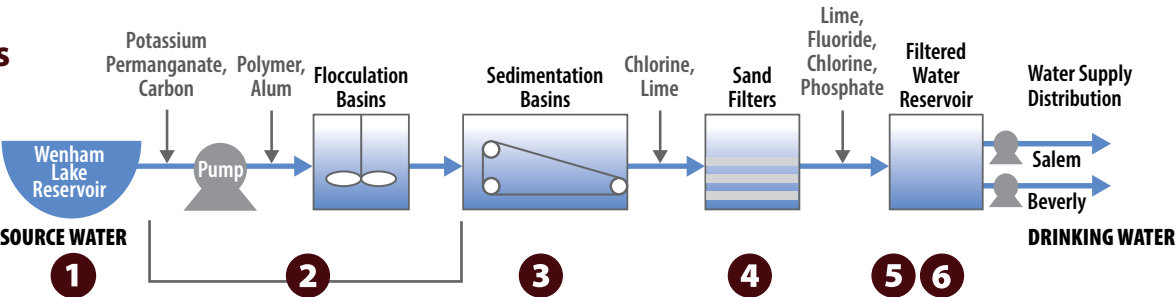 s
Potassium
Permanganate,
Carbon
Polymer,
Alum
Flocculation
Basins
Sedimentation
Basins
Chlorine,
Lime
Sand
Filters
Lime,
Fluoride,
Chlorine,
Phosphate
Filtered
Water
Reservoir
Water Supply
Distribution
Wenham
Lake
Reservoir
Pump
Salem
Beverly
SOURCE WATER
DRINKING WATER
1
2
3
4
5
6